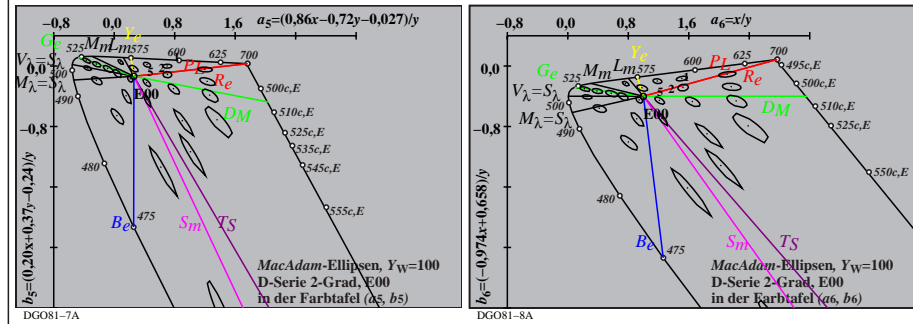 0,0 0,8 1,6 a5=(0,86x−0,72y−0,027)/y
b5=(0,20x+0,37y−0,24)/y
0,0
−0,8
Ge 525 Mm Lm 575 Ye 600 625 700
Vλ=Sλ
500
Mλ=Sλ
490
480
475
PL
Re
E00
DM
500c,E
510c,E
525c,E
535c,E
545c,E
555c,E
Be
Sm
TS
MacAdam-Ellipsen, YW=100
D-Serie 2-Grad, E00
in der Farbtafel (a5, b5)
DGO81−7A
0,0 0,8 1,6 a6=x/y
b6=(−0,974x+0,658)/y
0,0
−0,8
Ge 525 Mm Lm 575 Ye 600 625 700
Vλ=Sλ
500
Mλ=Sλ
490
480
475
PL
Re
E00
DM
495c,E
500c,E
510c,E
525c,E
550c,E
Be
Sm
TS
MacAdam-Ellipsen, YW=100
D-Serie 2-Grad, E00
in der Farbtafel (a6, b6)
DGO81−8A